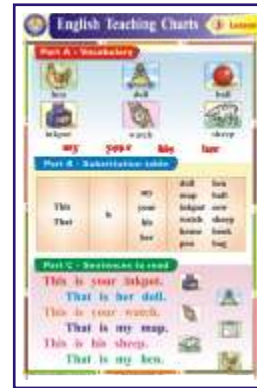 English Teaching Charts
3 Lesson
Part A - Vocabulary
hen doll ball
inkpot watch sheep
my your his her
Part B - Substitution table
This That
is
my your his her
doll hen
map ball
inkpot cow
watch sheep
house book
pen bag
Part C - Sentences to read
This is your inkpot.
That is her doll.
This is your watch.
That is my map.
This is his sheep.
That is my hen.